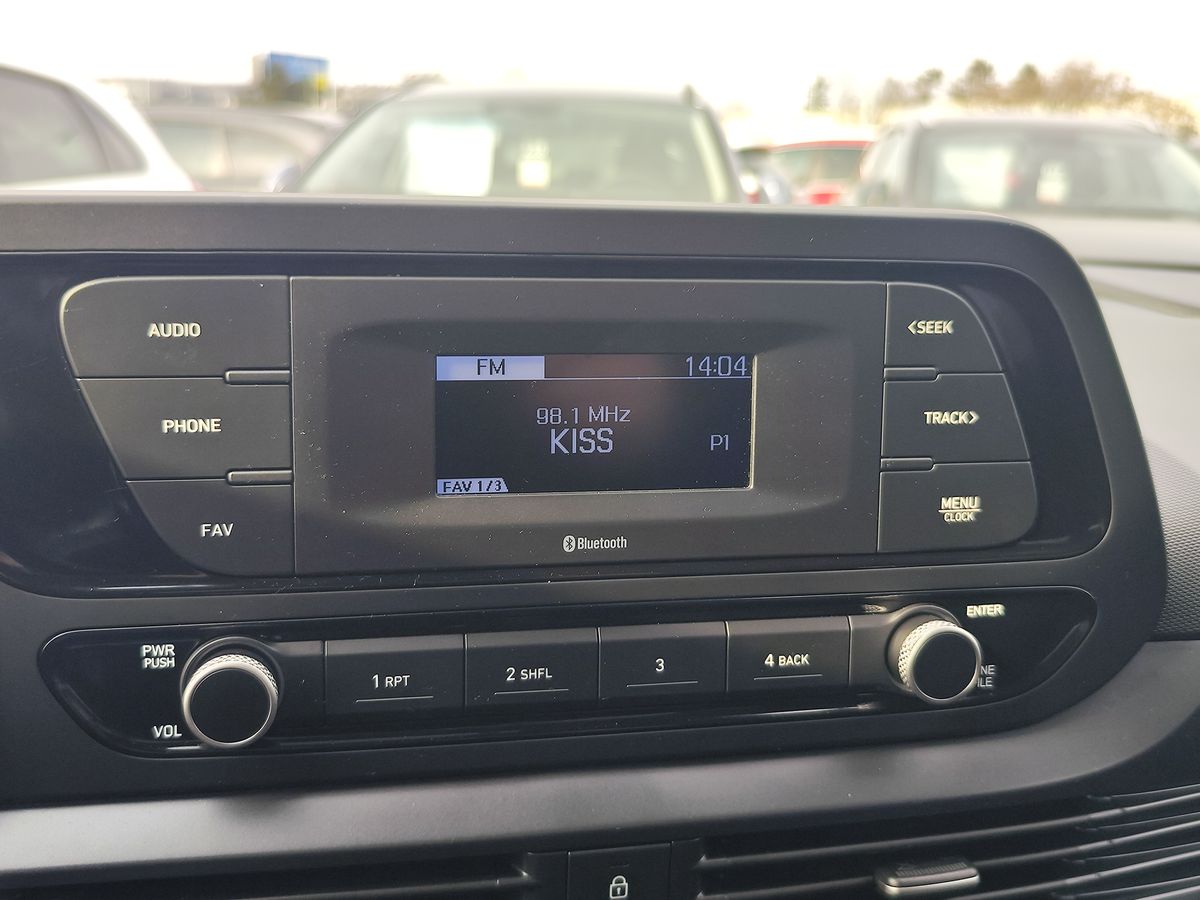 AUDIO
PHONE
FAV
FM 14:04
98.1 MHz
KISS P1
FAV 1/3
Bluetooth
<SEEK
TRACK>
MENU
CLOCK
PWR
PUSH
VOL
1 RPT
2 SHFL
3
4 BACK
ENTER